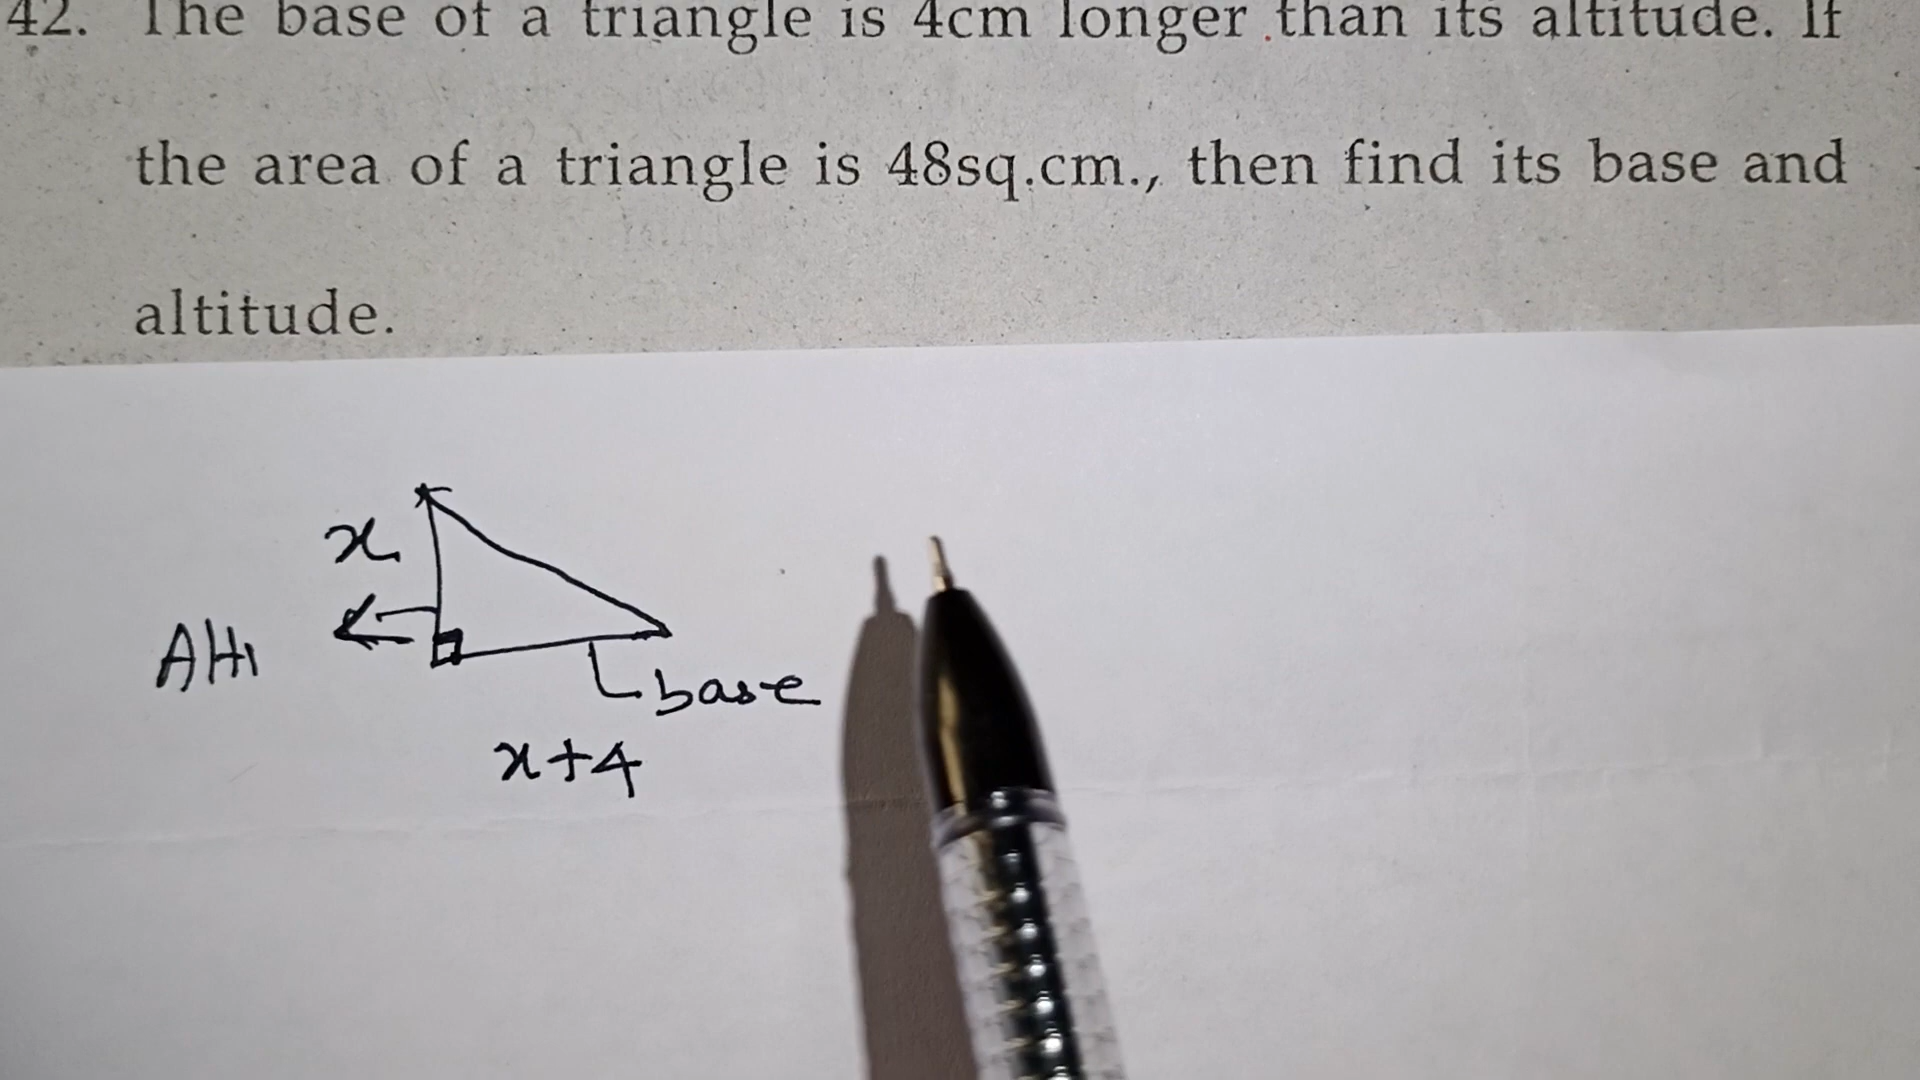 42. The base of a triangle is 4cm longer than its altitude. If
the area of a triangle is 48sq.cm., then find its base and
altitude.
x
Alti
base
x+4